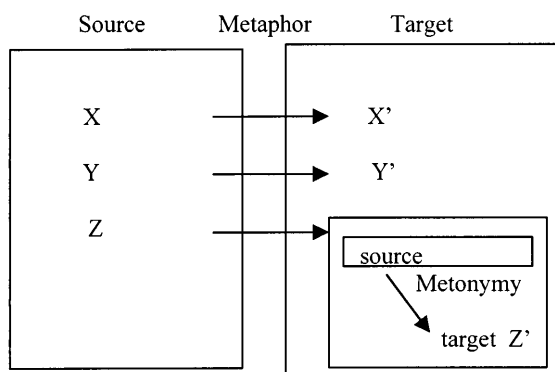 Source Metaphor Target
X X’
Y Y’
Z
source
Metonymy
target Z’